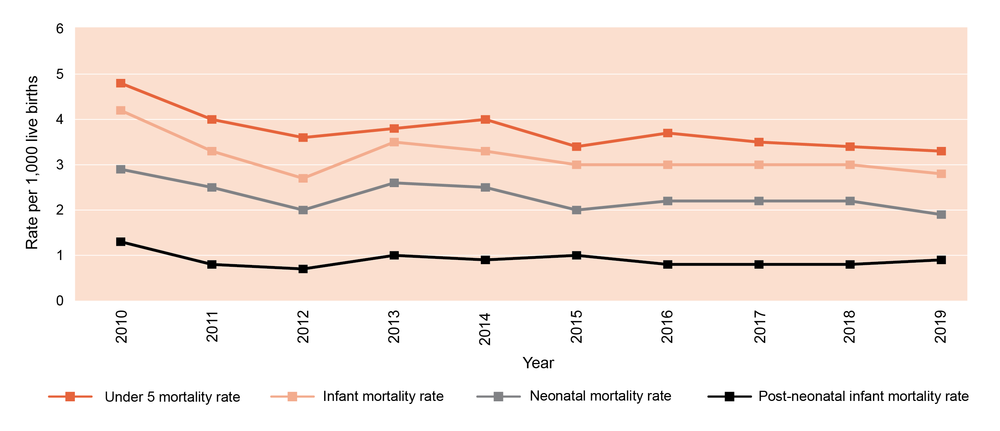 Rate per 1,000 live births
6
5
4
3
2
1
0
2010
2011
2012
2013
2014
2015
2016
2017
2018
2019
Year
Under 5 mortality rate
Infant mortality rate
Neonatal mortality rate
Post-neonatal infant mortality rate